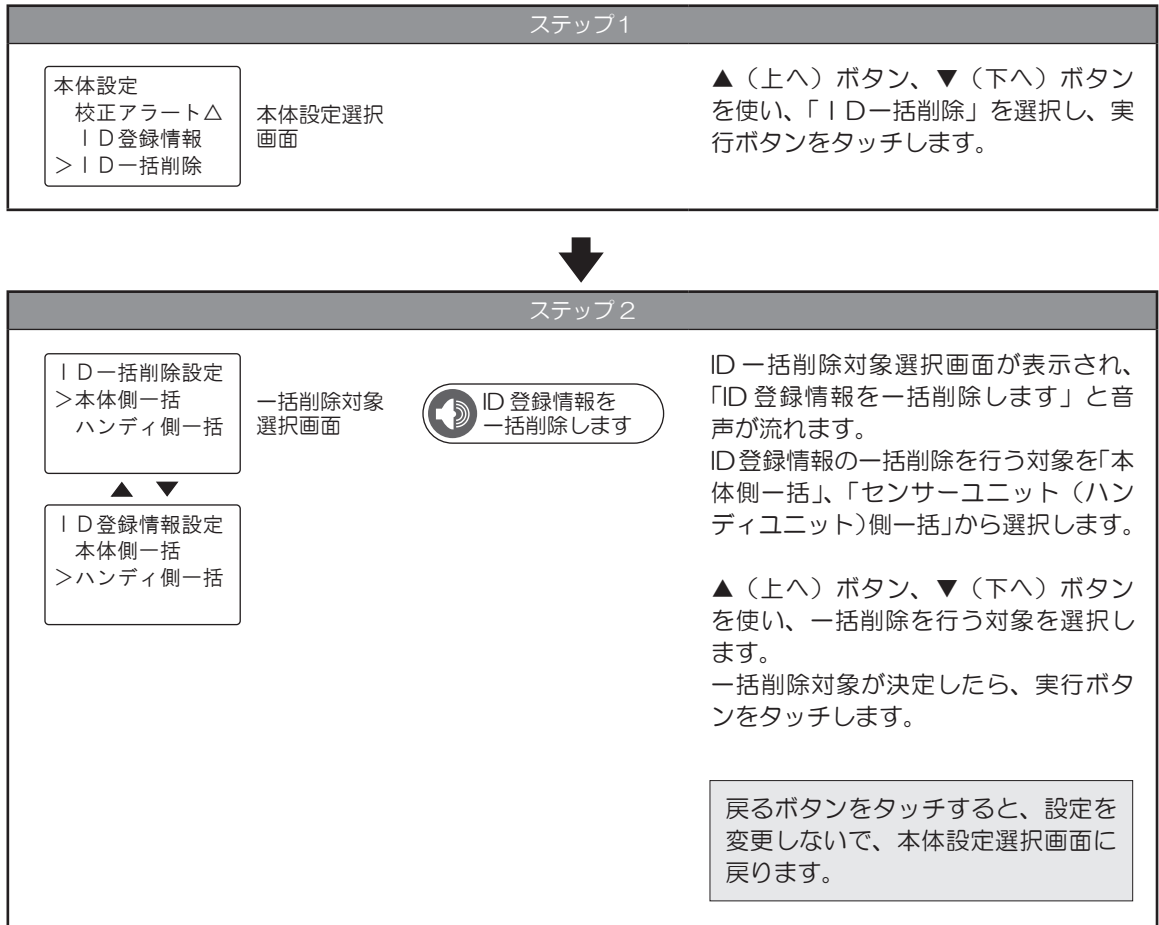 ステップ1
本体設定
校正アラート△
ＩＤ登録情報
＞ＩＤ一括削除
本体設定選択
画面
▲（上へ）ボタン、▼（下へ）ボタン
を使い、「ＩＤ一括削除」を選択し、実
行ボタンをタッチします。
ステップ２
ＩＤ一括削除設定
＞本体側一括
ハンディ側一括
一括削除対象
選択画面
ID 登録情報を
一括削除します
▲ ▼
ＩＤ登録情報設定
本体側一括
＞ハンディ側一括
ID 一括削除対象選択画面が表示され、
「ID 登録情報を一括削除します」と音
声が流れます。
ID登録情報の一括削除を行う対象を「本
体側一括」、「センサーユニット（ハン
ディユニット）側一括」から選択します。
▲（上へ）ボタン、▼（下へ）ボタン
を使い、一括削除を行う対象を選択し
ます。
一括削除対象が決定したら、実行ボタ
ンをタッチします。
戻るボタンをタッチすると、設定を
変更しないで、本体設定選択画面に
戻ります。